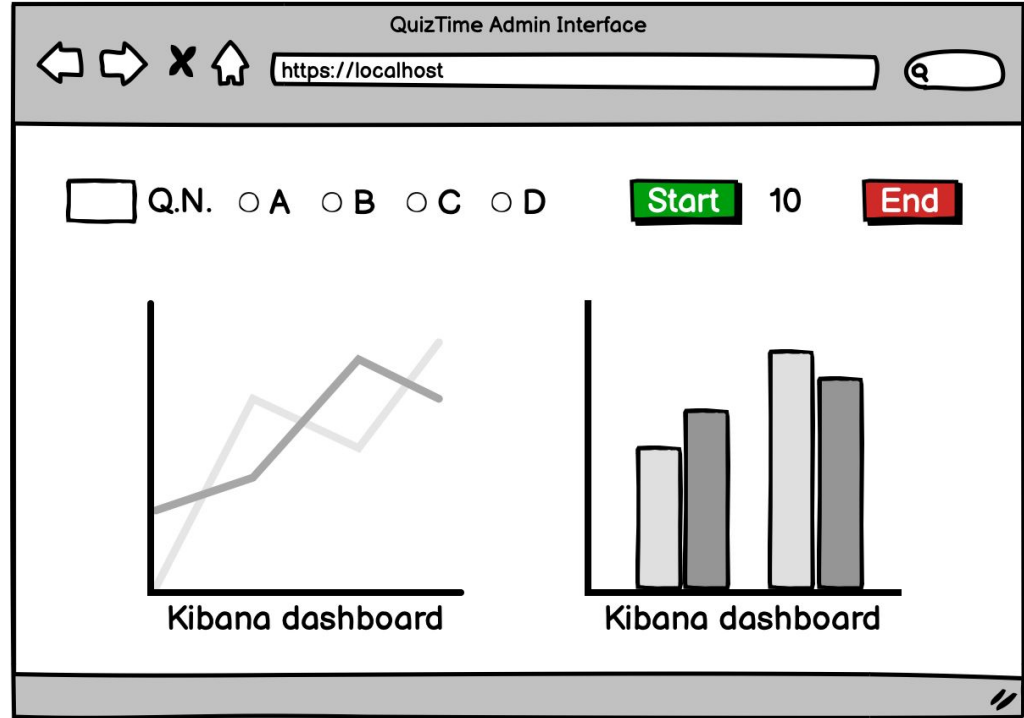 QuizTime Admin Interface
https://localhost
Q.N. A B C D Start 10 End
Kibana dashboard Kibana dashboard